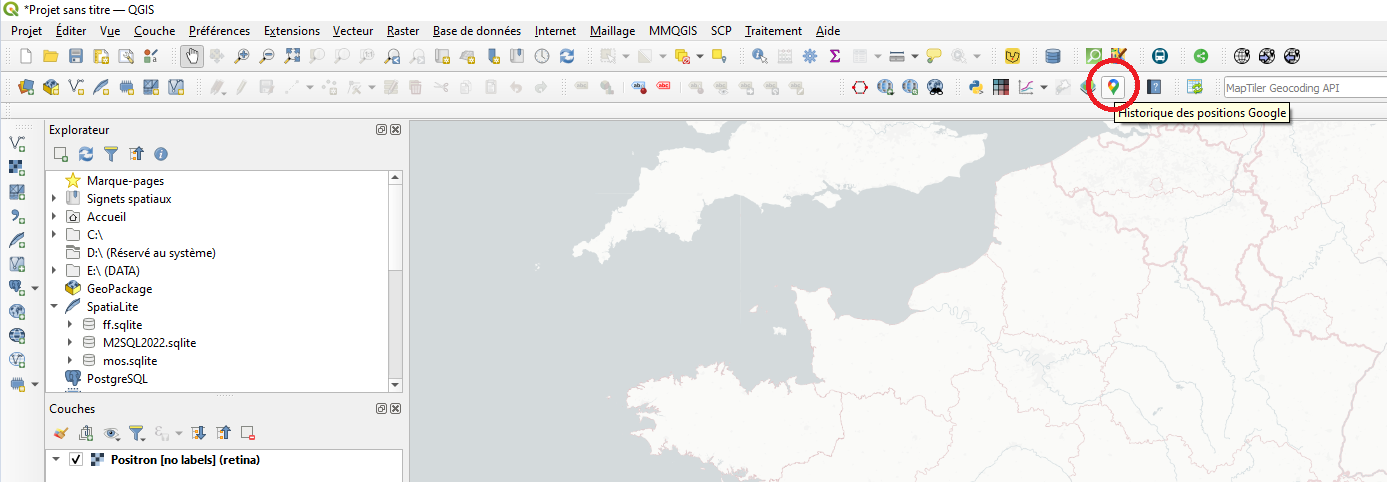 *Projet sans titre — QGIS
Projet Éditer Vue Couche Préférences Extensions Vecteur Raster Base de données Internet Maillage MMQGIS SCP Traitement Aide
MapTiler Geocoding API
Historique des positions Google
Explorateur
Marque-pages
Signets spatiaux
Accueil
C:\
D:\ (Réservé au système)
E:\ (DATA)
GeoPackage
SpatiaLite
ff.sqlite
M2SQL2022.sqlite
mos.sqlite
PostgreSQL
Couches
Positron [no labels] (retina)